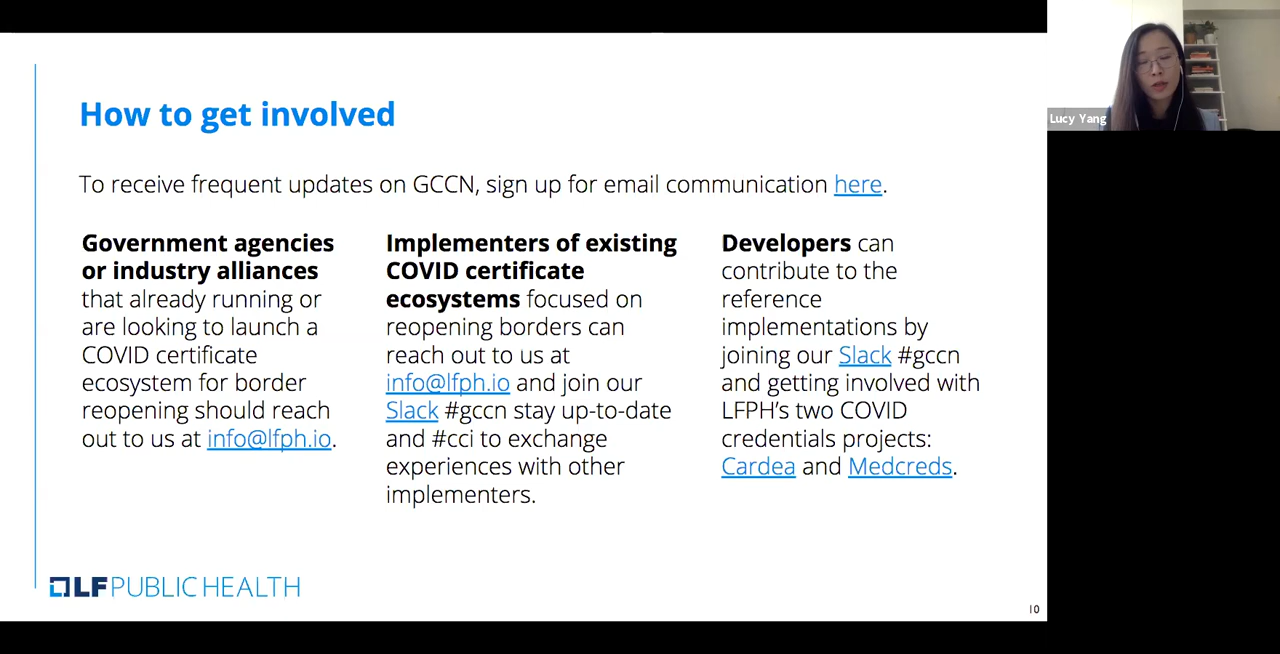 How to get involved
To receive frequent updates on GCCN, sign up for email communication here.
Government agencies
or industry alliances
that already running or
are looking to launch a
COVID certificate
ecosystem for border
reopening should reach
out to us at info@lfph.io.
Implementers of existing
COVID certificate
ecosystems focused on
reopening borders can
reach out to us at
info@lfph.io and join our
Slack #gccn stay up-to-date
and #cci to exchange
experiences with other
implementers.
Developers can
contribute to the
reference
implementations by
joining our Slack #gccn
and getting involved with
LFPH’s two COVID
credentials projects:
Cardea and Medcreds.
LF PUBLIC HEALTH
10
Lucy Yang